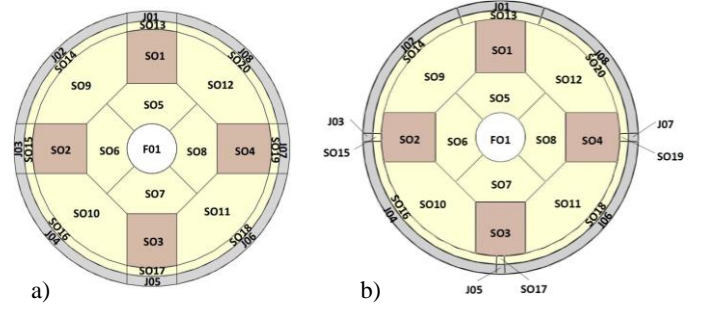 J01
SO13
J02
SO14
J08
SO20
SO1
SO9
SO12
SO5
J03
SO15
SO2
SO6
F01
SO8
SO4
SO19
J07
SO7
SO10
SO11
SO16
J04
SO3
SO18
J06
SO17
J05
a)
J01
SO13
J02
SO14
J08
SO20
SO1
SO9
SO12
SO5
J03
SO15
SO2
SO6
FO1
SO8
SO4
J07
SO19
SO7
SO10
SO11
SO16
J04
SO3
SO18
J06
J05
SO17
b)